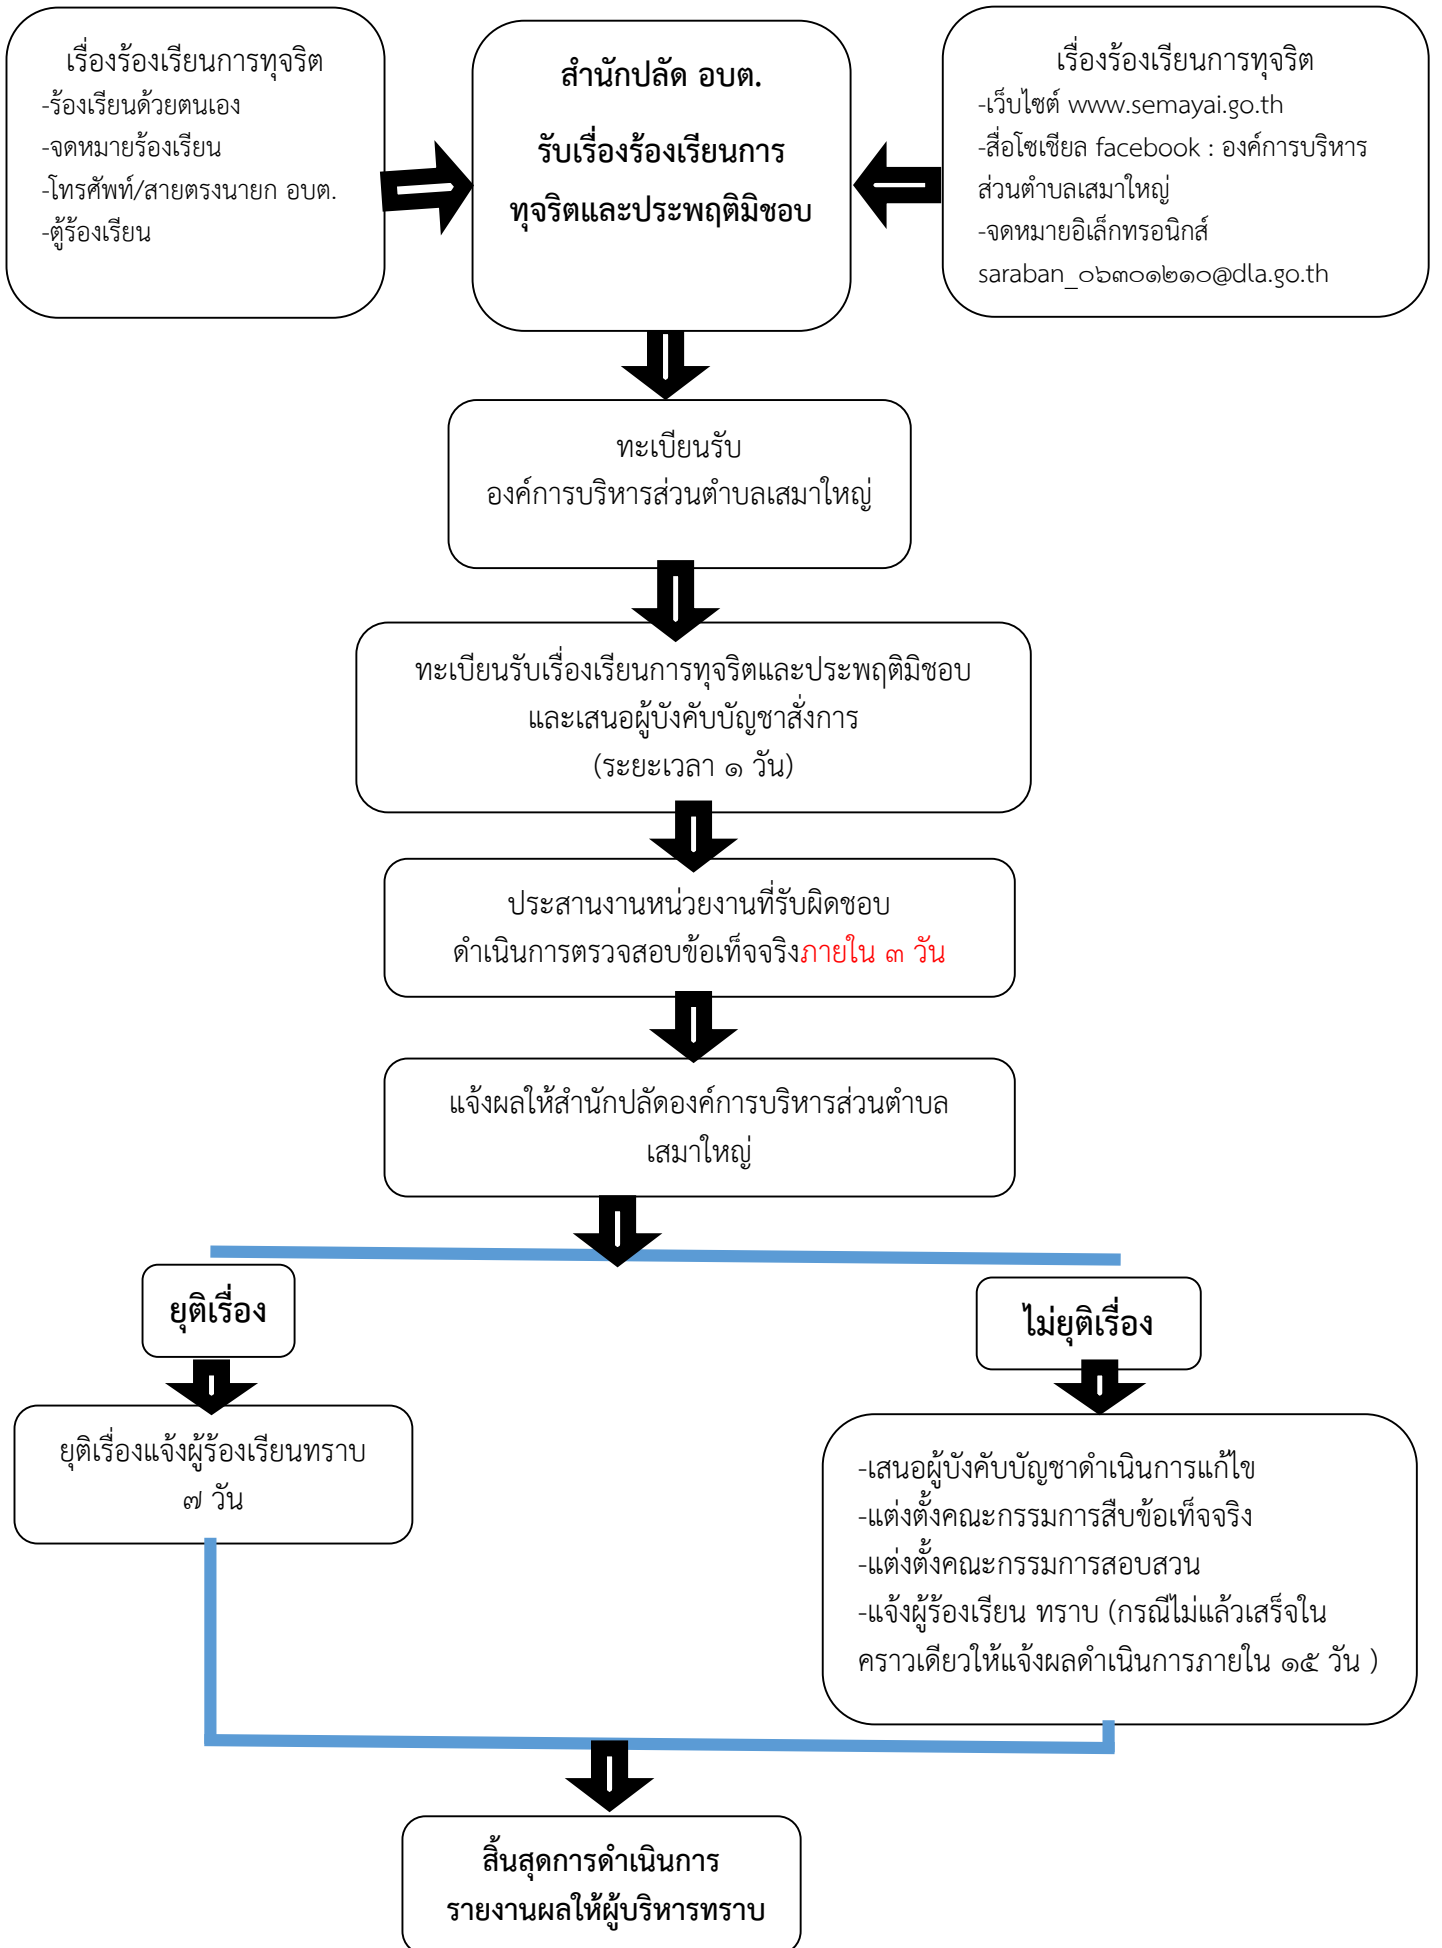 เรื่องร้องเรียนการทุจริต
-ร้องเรียนด้วยตนเอง
-จดหมายร้องเรียน
-โทรศัพท์/สายตรงนายก อบต.
-ตู้ร้องเรียน
สำนักปลัด อบต.
รับเรื่องร้องเรียนการ
ทุจริตและประพฤติมิชอบ
เรื่องร้องเรียนการทุจริต
-เว็บไซต์ www.semayai.go.th
-สื่อโซเชียล facebook : องค์การบริหาร
ส่วนตำบลเสมาใหญ่
-จดหมายอิเล็กทรอนิกส์
saraban_๐๖๓๐๑๒๑๐@dla.go.th
ทะเบียนรับ
องค์การบริหารส่วนตำบลเสมาใหญ่
ทะเบียนรับเรื่องเรียนการทุจริตและประพฤติมิชอบ
และเสนอผู้บังคับบัญชาสั่งการ
(ระยะเวลา ๑ วัน)
ประสานงานหน่วยงานที่รับผิดชอบ
ดำเนินการตรวจสอบข้อเท็จจริงภายใน ๓ วัน
แจ้งผลให้สำนักปลัดองค์การบริหารส่วนตำบล
เสมาใหญ่
ยุติเรื่อง
ไม่ยุติเรื่อง
ยุติเรื่องแจ้งผู้ร้องเรียนทราบ
๗ วัน
-เสนอผู้บังคับบัญชาดำเนินการแก้ไข
-แต่งตั้งคณะกรรมการสืบข้อเท็จจริง
-แต่งตั้งคณะกรรมการสอบสวน
-แจ้งผู้ร้องเรียน ทราบ (กรณีไม่แล้วเสร็จใน
คราวเดียวให้แจ้งผลดำเนินการภายใน ๑๕ วัน )
สิ้นสุดการดำเนินการ
รายงานผลให้ผู้บริหารทราบ